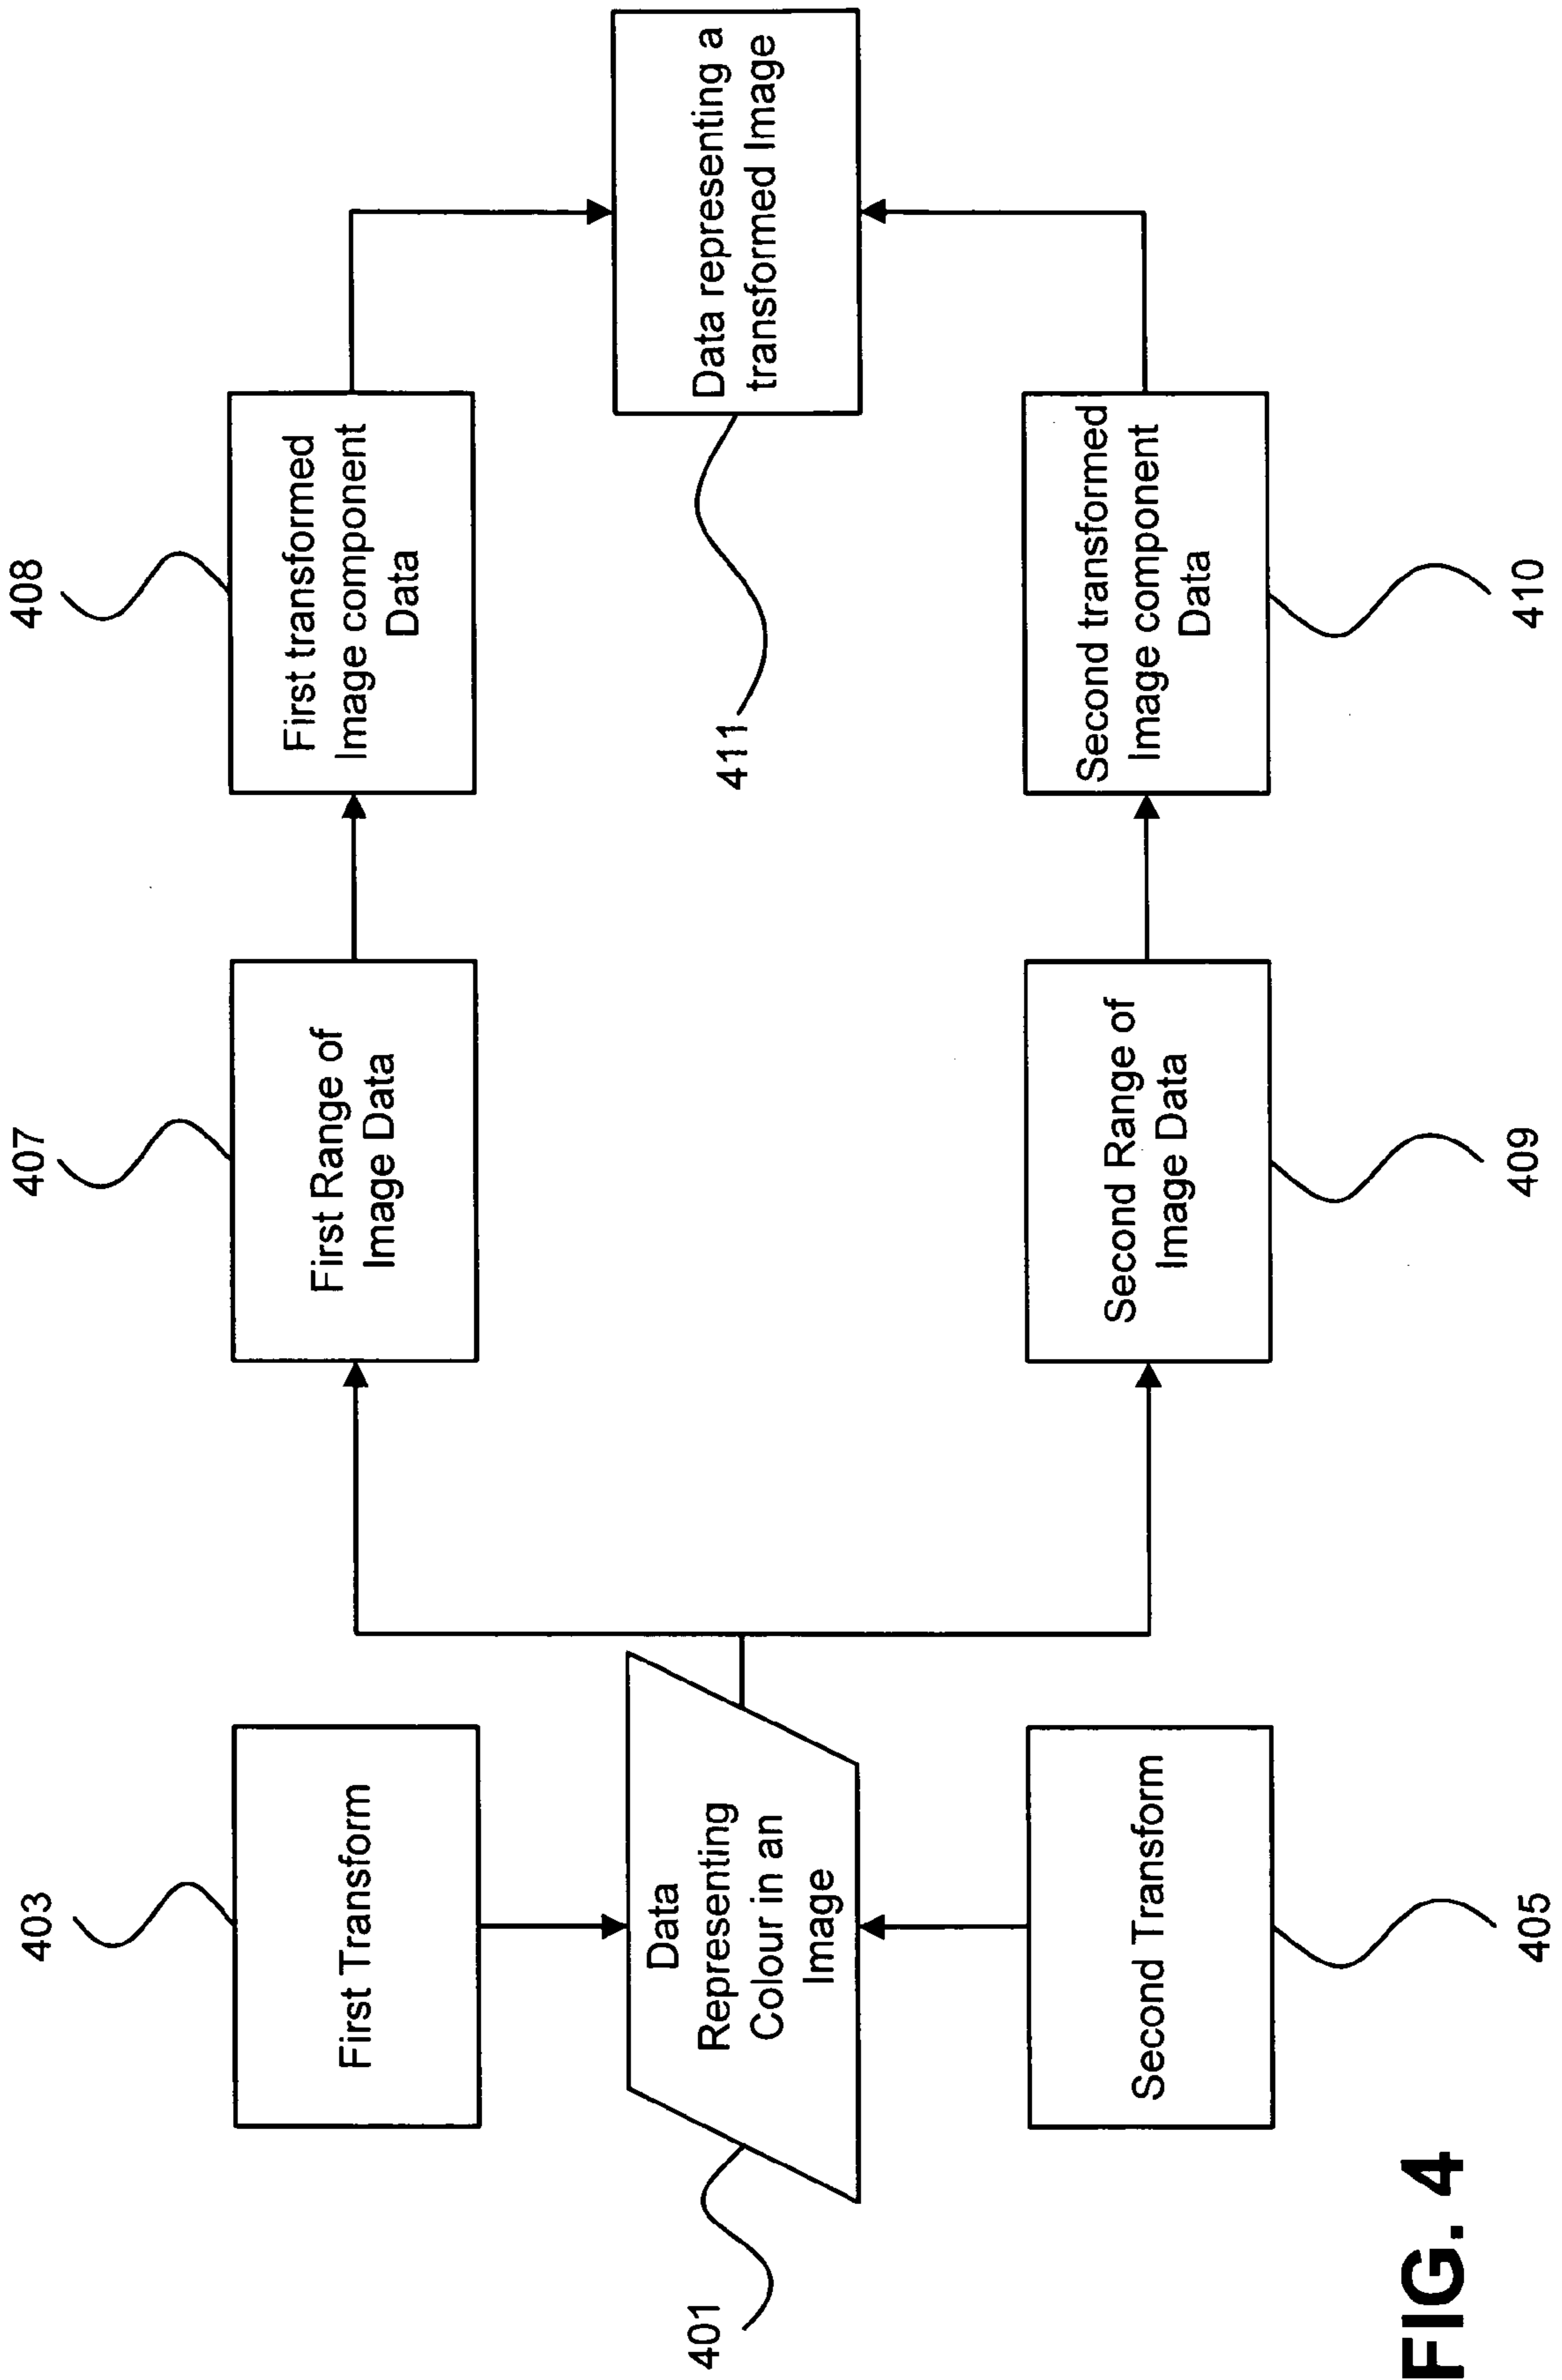 403
First Transform
407
First Range of
Image Data
408
First transformed
Image component
Data
401
Data
Representing
Colour in an
Image
411
Data representing a
transformed Image
Second Transform
405
Second Range of
Image Data
409
Second transformed
Image component
Data
410
FIG. 4